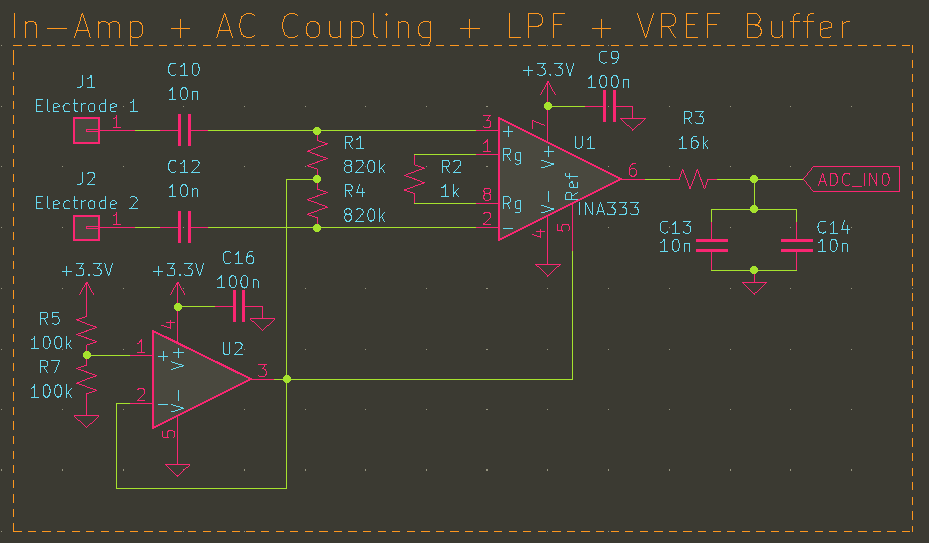 In-Amp + AC Coupling + LPF + VREF Buffer
J1
Electrode 1
1
C10
10n
J2
Electrode 2
1
C12
10n
R1
820k
R4
820k
R2
1k
+3.3V
C9
100n
3
+
1
Rg
8
Rg
2
-
7
V+
V-
4
Ref
5
U1
INA333
6
R3
16k
ADC_IN0
C13
10n
C14
10n
+3.3V
R5
100k
R7
100k
+3.3V
C16
100n
4
1
+
V+
2
-
V-
5
U2
3